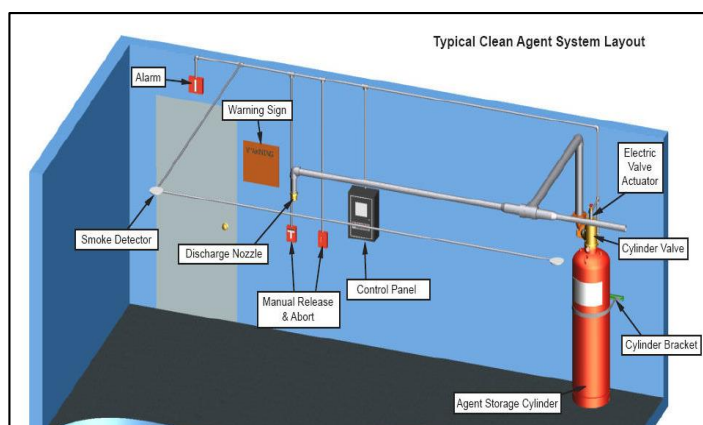 Typical Clean Agent System Layout
Alarm
Warning Sign
WARNING
Electric
Valve
Actuator
Smoke Detector
Discharge Nozzle
Cylinder Valve
Manual Release
& Abort
Control Panel
Cylinder Bracket
Agent Storage Cylinder